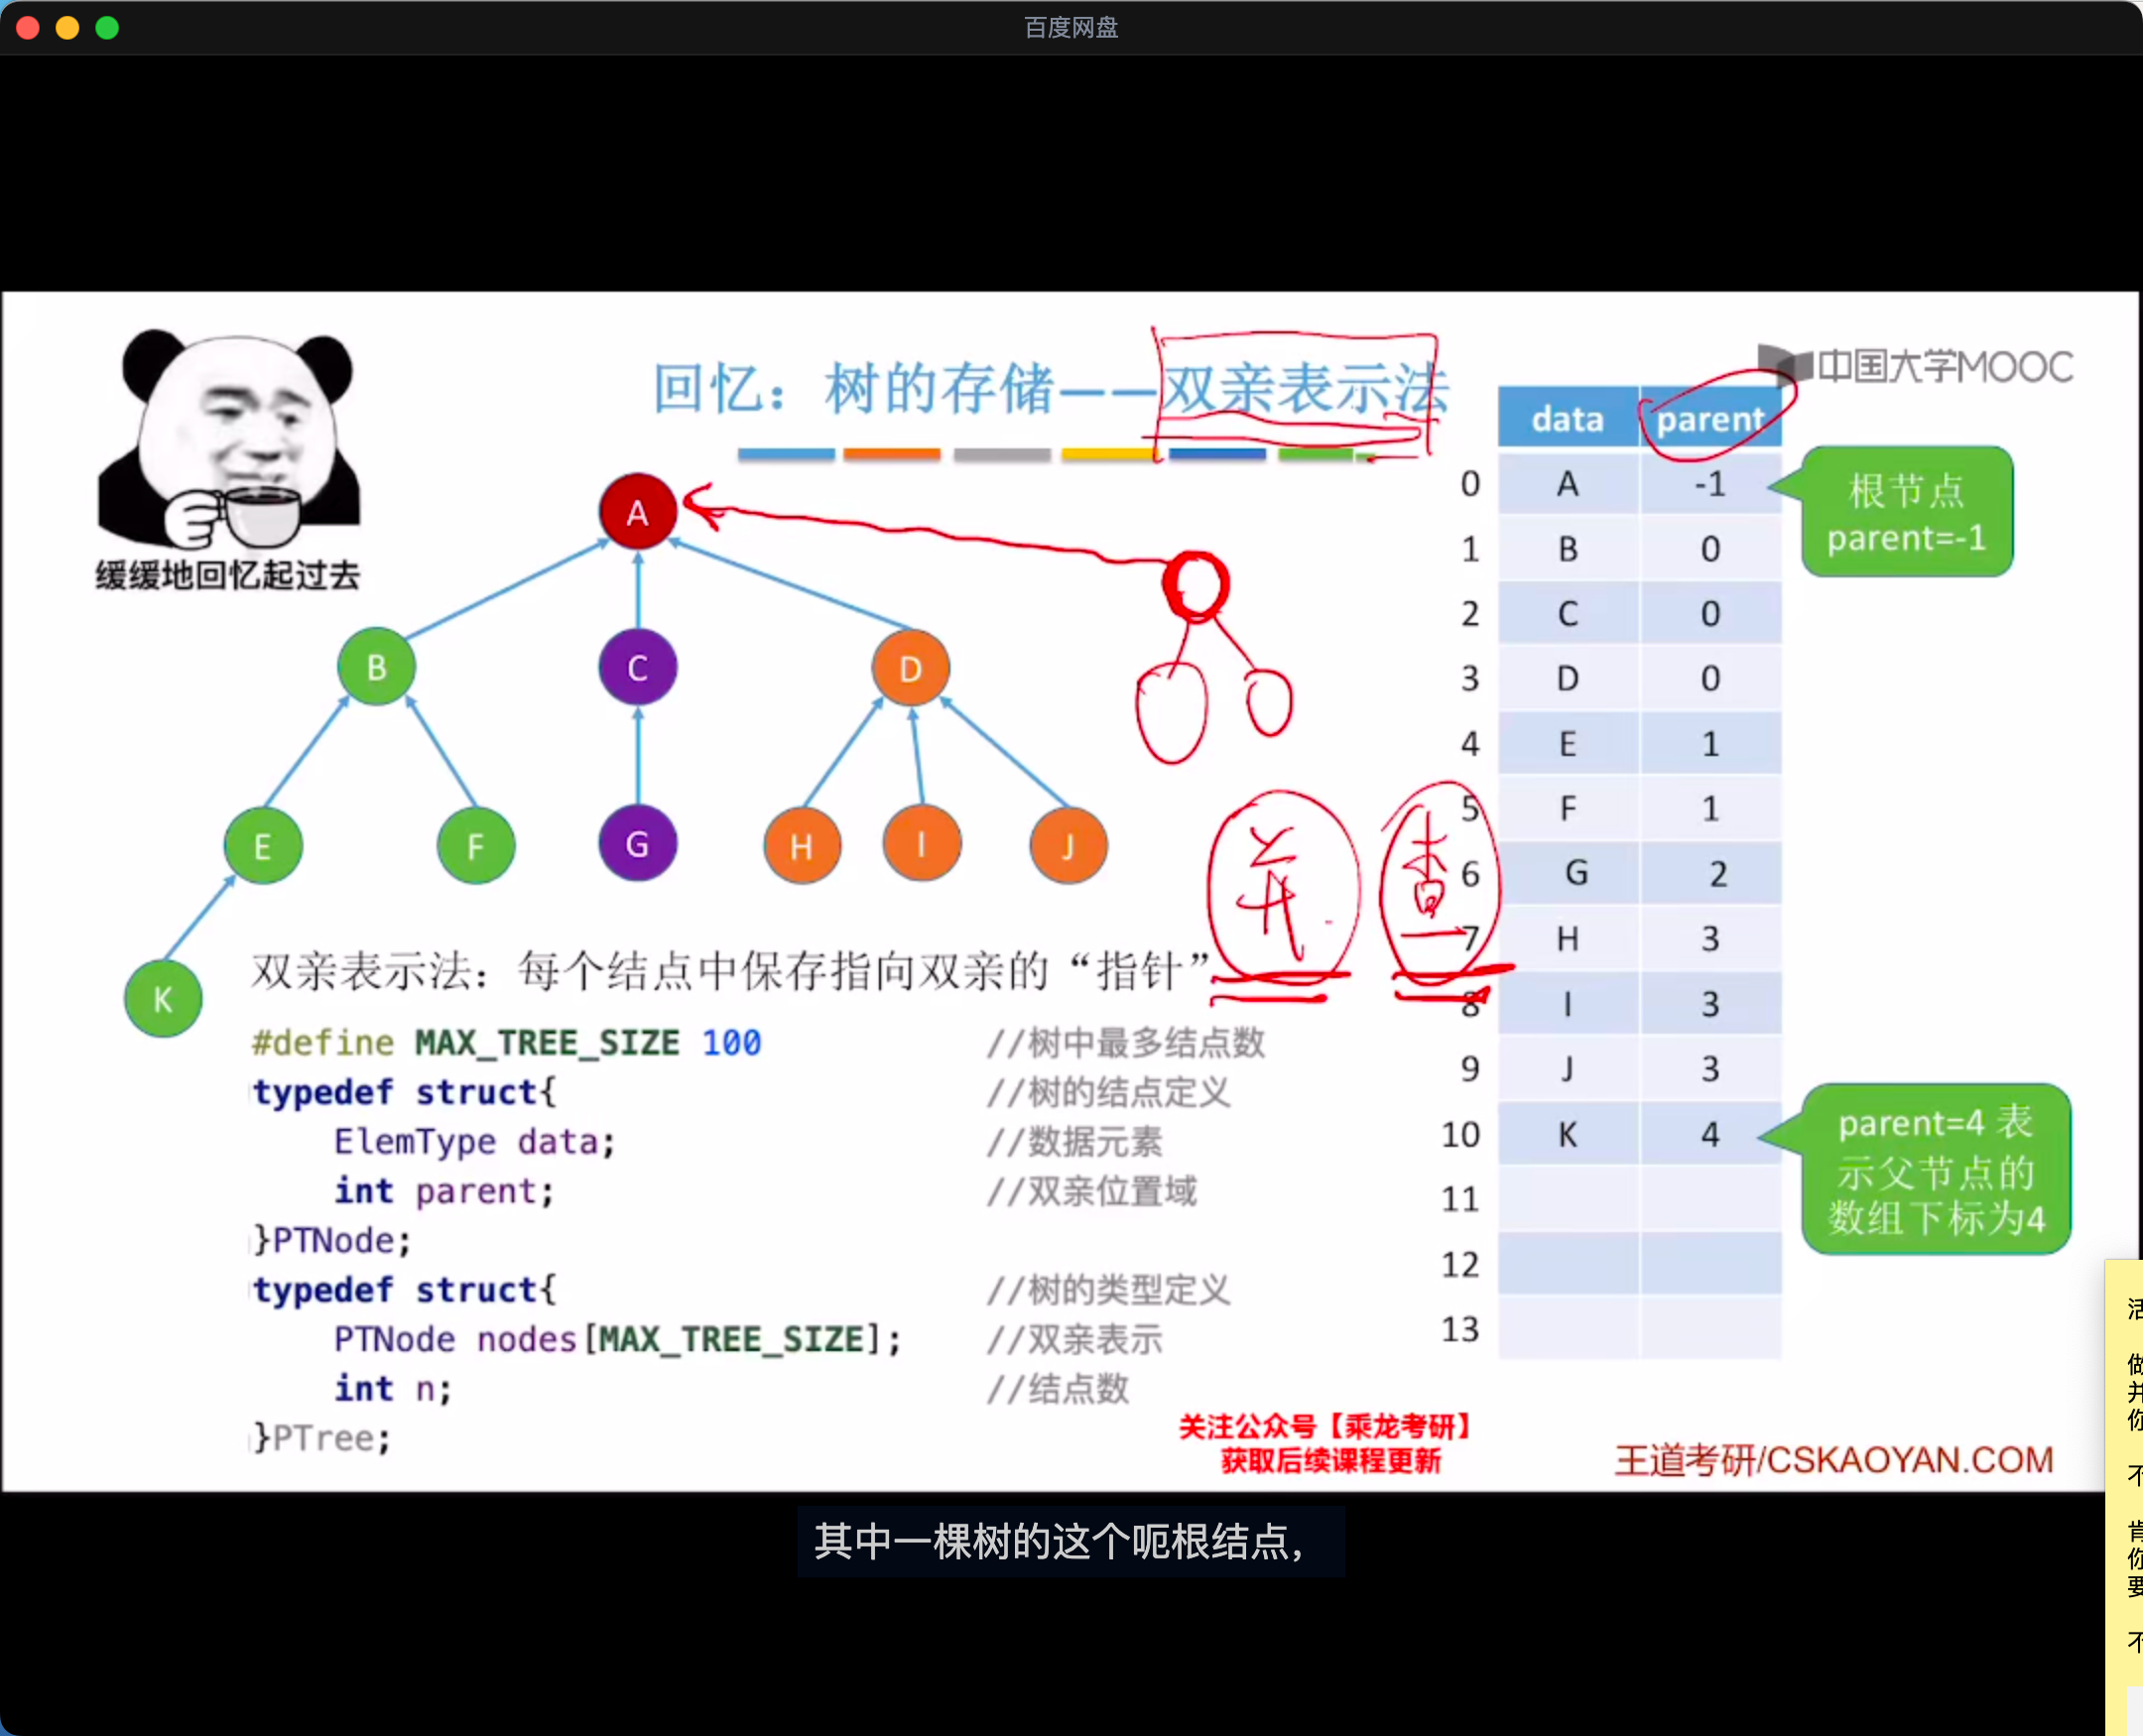 百度网盘
回忆：树的存储——双亲表示法
中国大学MOOC
缓缓地回忆起过去
A
B
C
D
E
F
G
H
I
J
K
并 查
data parent
0 A -1
1 B 0
2 C 0
3 D 0
4 E 1
5 F 1
6 G 2
7 H 3
8 I 3
9 J 3
10 K 4
11
12
13
根节点
parent=-1
parent=4 表
示父节点的
数组下标为4
双亲表示法：每个结点中保存指向双亲的“指针”
#define MAX_TREE_SIZE 100 //树中最多结点数
typedef struct{ //树的结点定义
ElemType data; //数据元素
int parent; //双亲位置域
}PTNode;
typedef struct{ //树的类型定义
PTNode nodes[MAX_TREE_SIZE]; //双亲表示
int n; //结点数
}PTree;
关注公众号【乘龙考研】
获取后续课程更新
王道考研/CSKAOYAN.COM
其中一棵树的这个呃根结点，